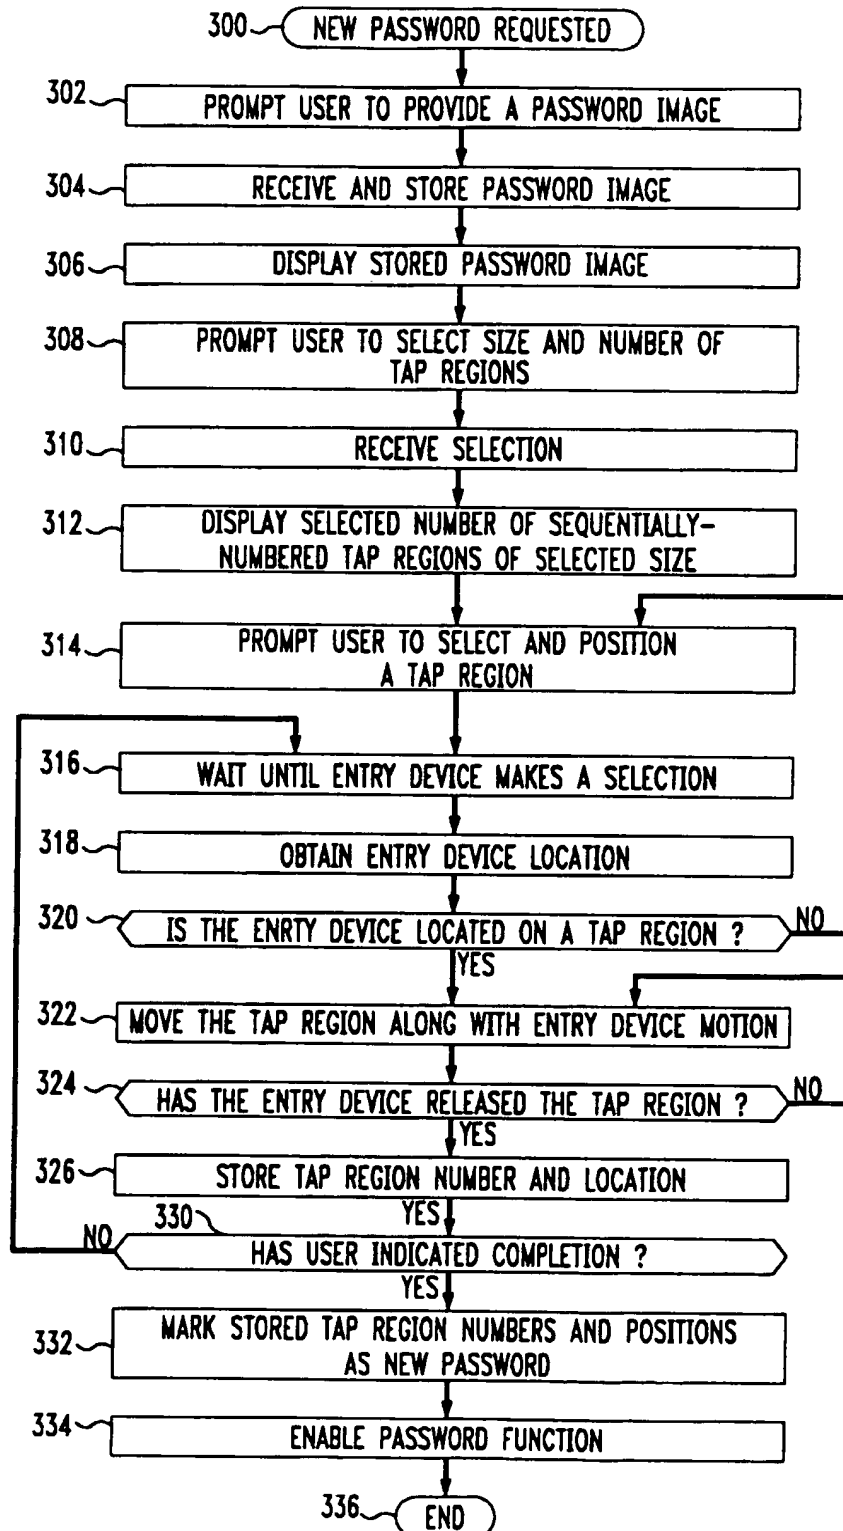 300 NEW PASSWORD REQUESTED
302 PROMPT USER TO PROVIDE A PASSWORD IMAGE
304 RECEIVE AND STORE PASSWORD IMAGE
306 DISPLAY STORED PASSWORD IMAGE
308 PROMPT USER TO SELECT SIZE AND NUMBER OF
TAP REGIONS
310 RECEIVE SELECTION
312 DISPLAY SELECTED NUMBER OF SEQUENTIALLY-
NUMBERED TAP REGIONS OF SELECTED SIZE
314 PROMPT USER TO SELECT AND POSITION
A TAP REGION
316 WAIT UNTIL ENTRY DEVICE MAKES A SELECTION
318 OBTAIN ENTRY DEVICE LOCATION
320 IS THE ENRTY DEVICE LOCATED ON A TAP REGION ? NO
YES
322 MOVE THE TAP REGION ALONG WITH ENTRY DEVICE MOTION
324 HAS THE ENTRY DEVICE RELEASED THE TAP REGION ? NO
YES
326 STORE TAP REGION NUMBER AND LOCATION
YES
330
NO HAS USER INDICATED COMPLETION ?
YES
332 MARK STORED TAP REGION NUMBERS AND POSITIONS
AS NEW PASSWORD
334 ENABLE PASSWORD FUNCTION
336 END